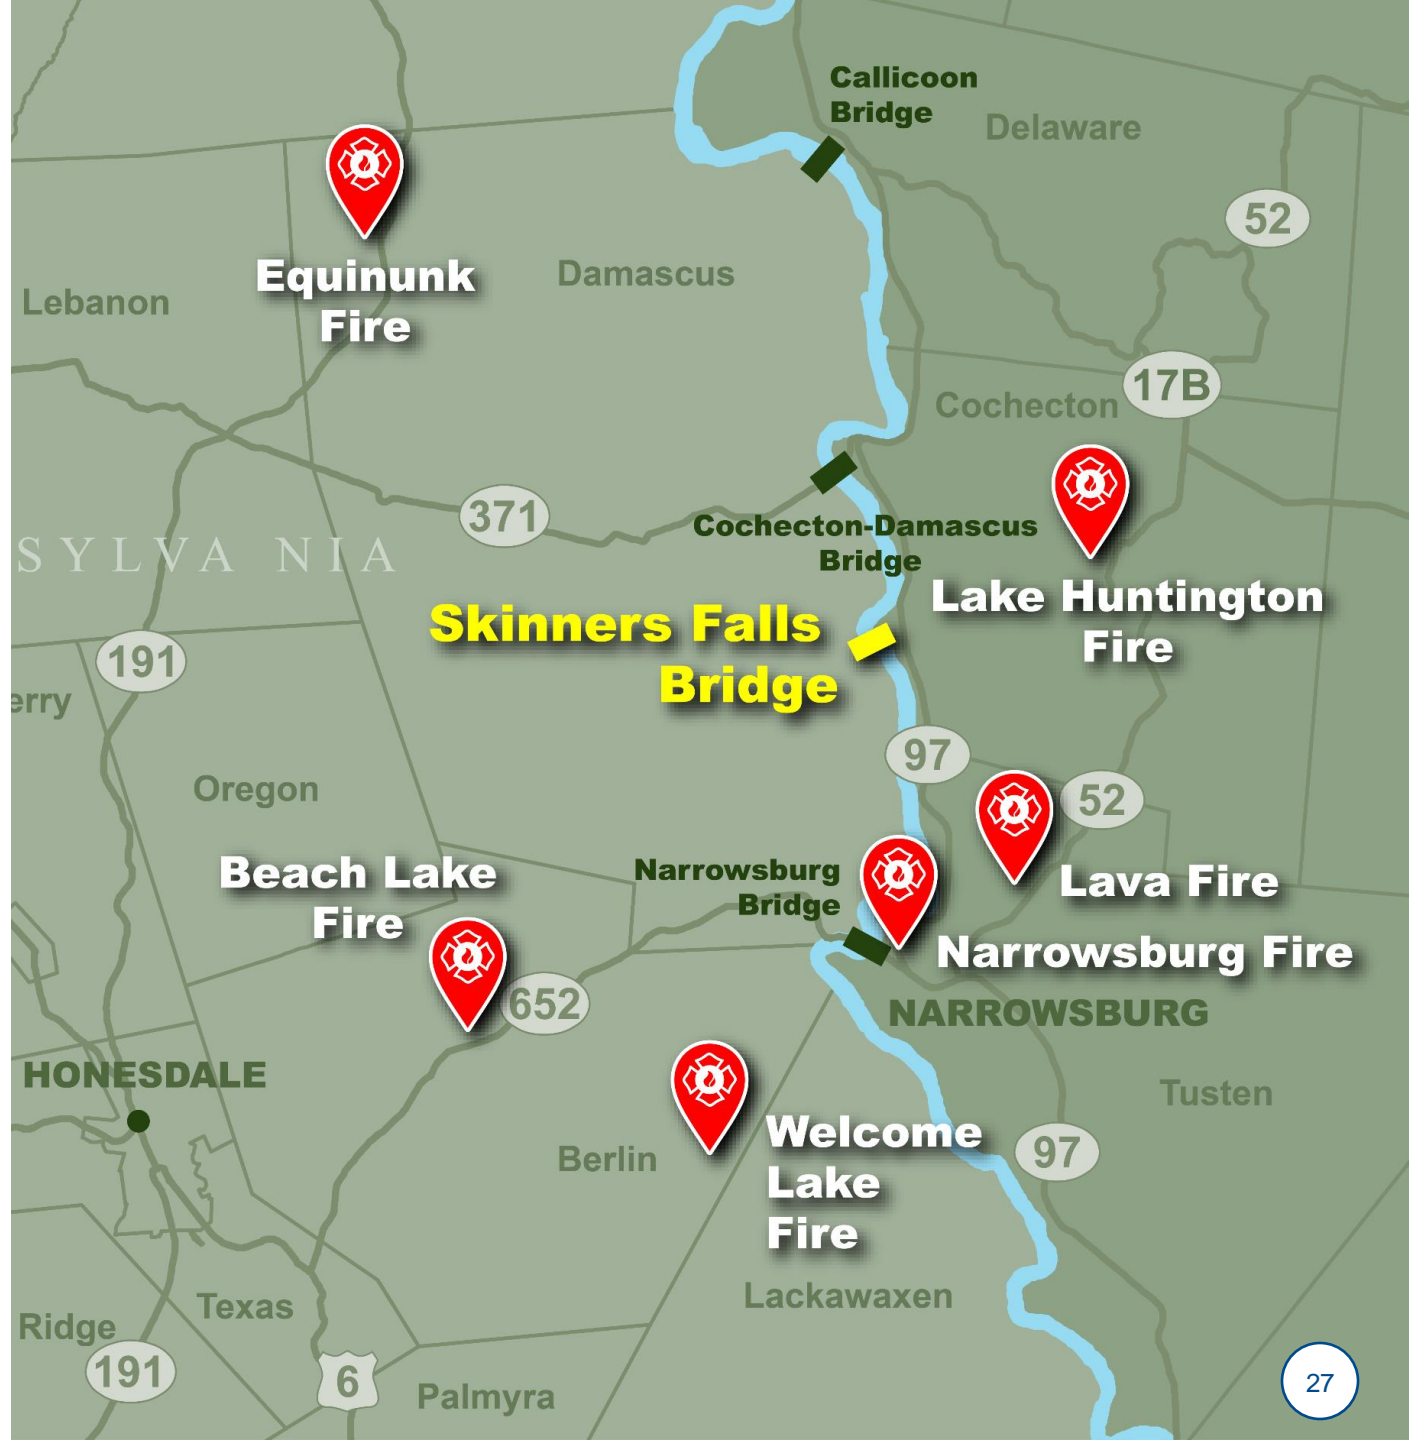 Callicoon
Bridge
Delaware
52
Equinunk
Fire
Damascus
Lebanon
17B
Cochecton
371
Cochecton-Damascus
Bridge
SYLVA NIA
Lake Huntington
Fire
Skinners Falls
Bridge
191
erry
97
52
Oregon
Beach Lake
Fire
Narrowsburg
Bridge
Lava Fire
Narrowsburg Fire
652
NARROWSBURG
HONESDALE
Tusten
Welcome
Lake
Fire
97
Berlin
Lackawaxen
Texas
Ridge
191
6
Palmyra
27